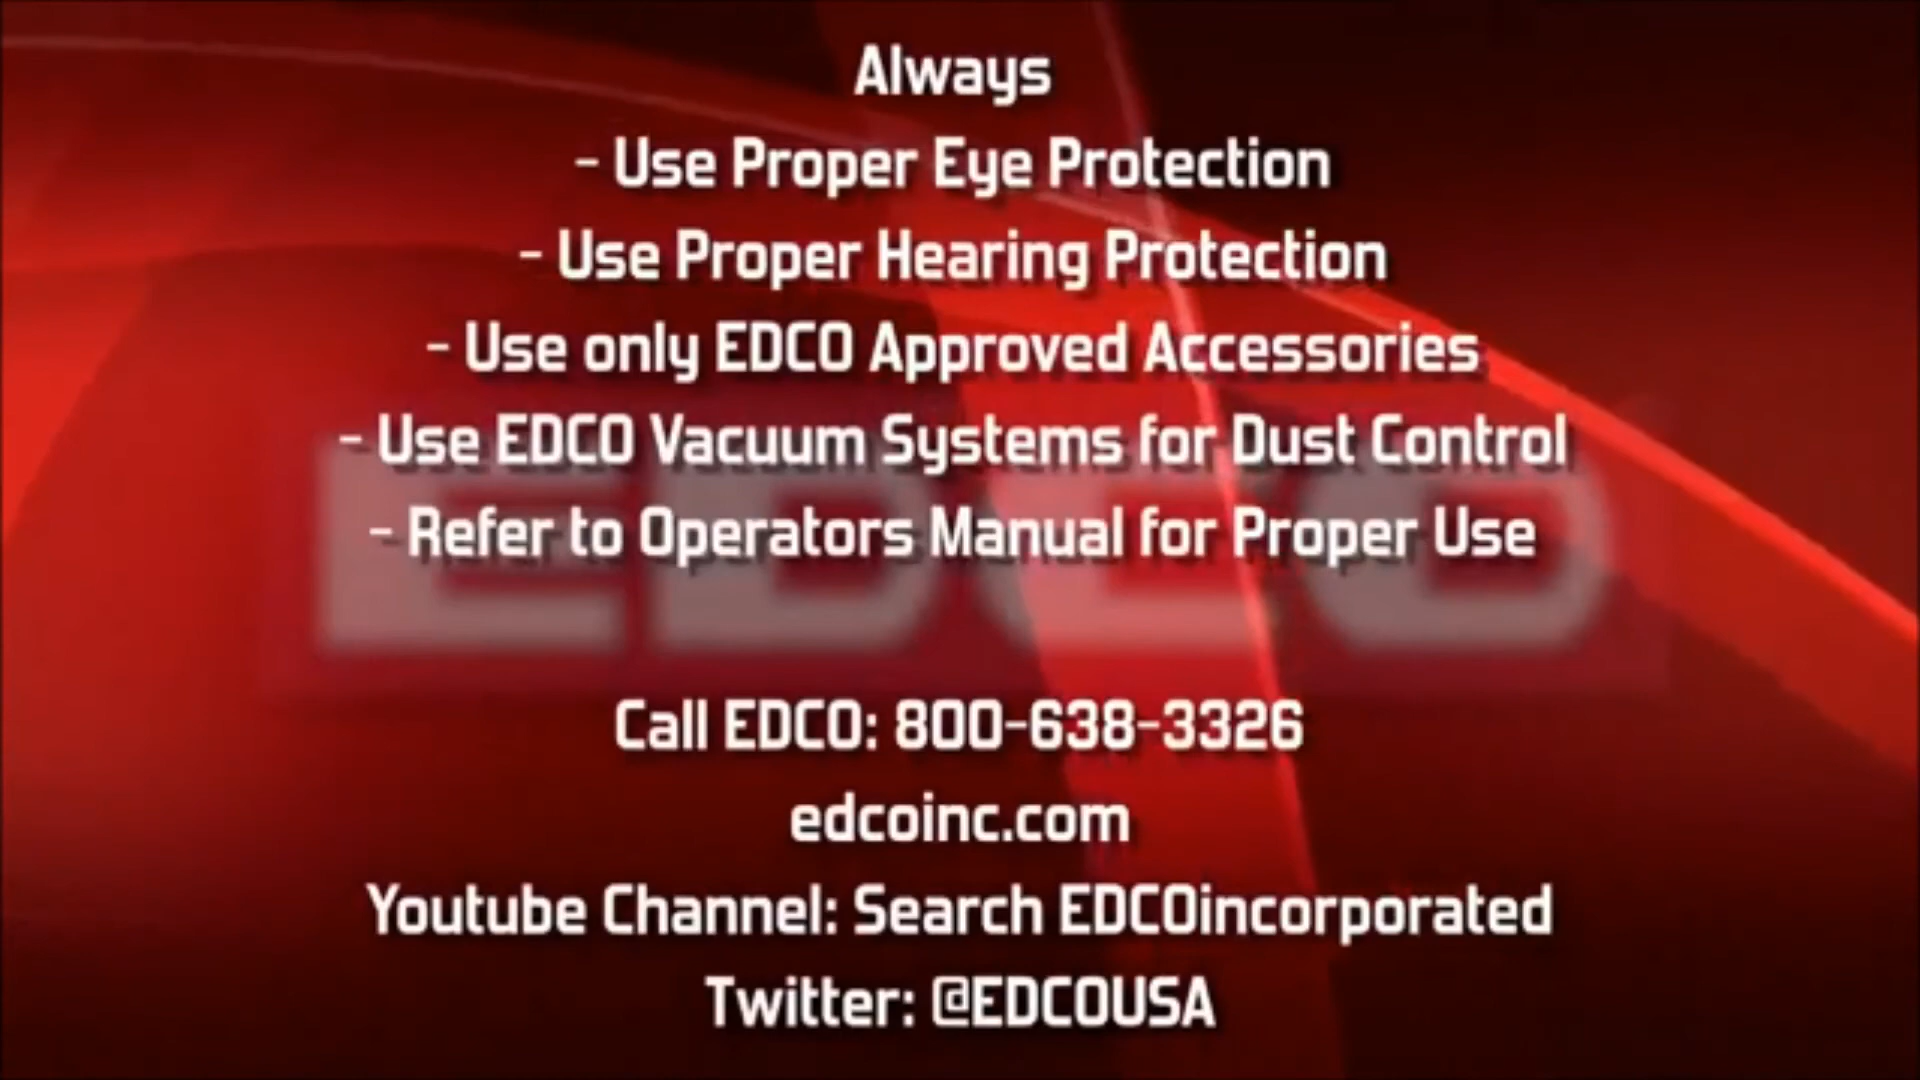 Always
- Use Proper Eye Protection
- Use Proper Hearing Protection
- Use only EDCO Approved Accessories
- Use EDCO Vacuum Systems for Dust Control
- Refer to Operators Manual for Proper Use
EDCO
Call EDCO: 800-638-3326
edcoinc.com
Youtube Channel: Search EDCOincorporated
Twitter: @EDCOUSA